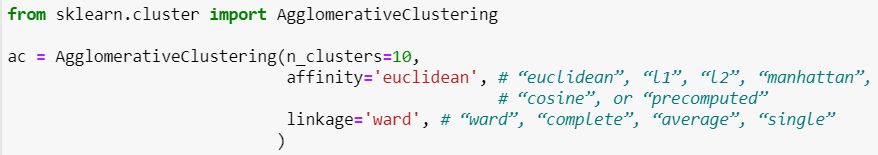 from sklearn.cluster import AgglomerativeClustering
ac = AgglomerativeClustering(n_clusters=10,
affinity='euclidean', # “euclidean”, “l1”, “l2”, “manhattan”,
# “cosine”, or “precomputed”
linkage='ward', # “ward”, “complete”, “average”, “single”
)